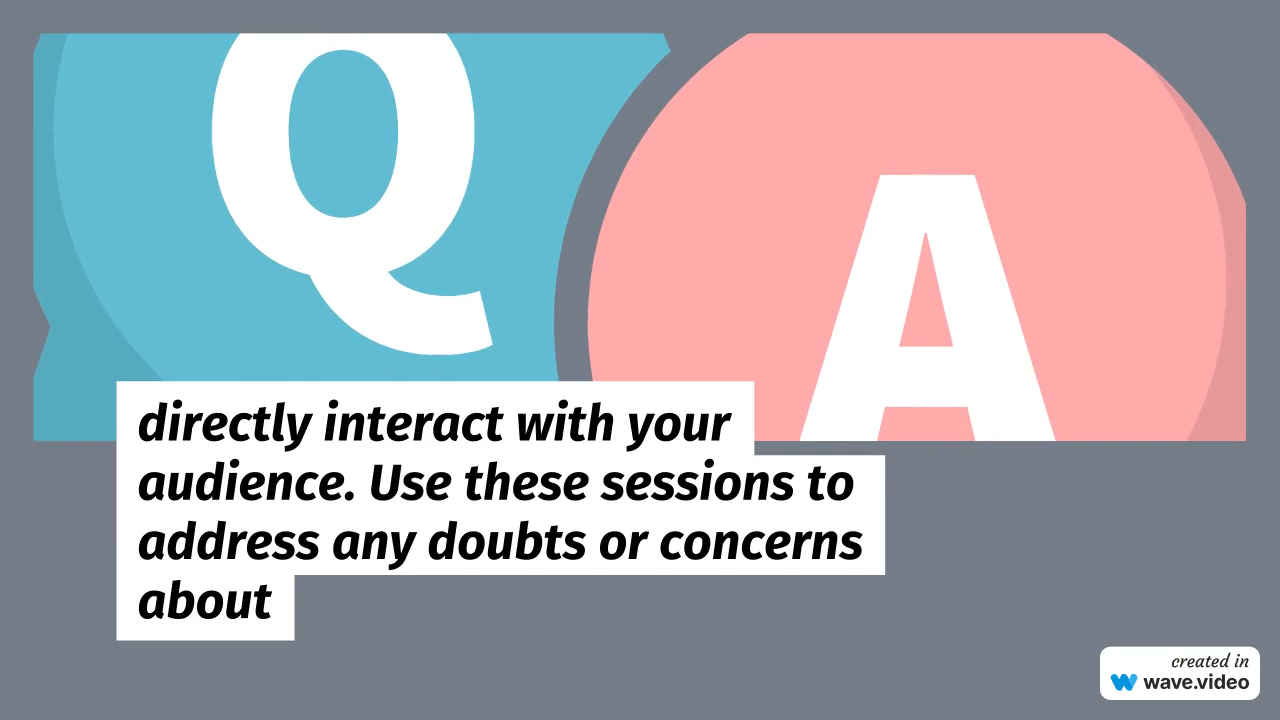 Q A
directly interact with your
audience. Use these sessions to
address any doubts or concerns
about
created in
wave.video